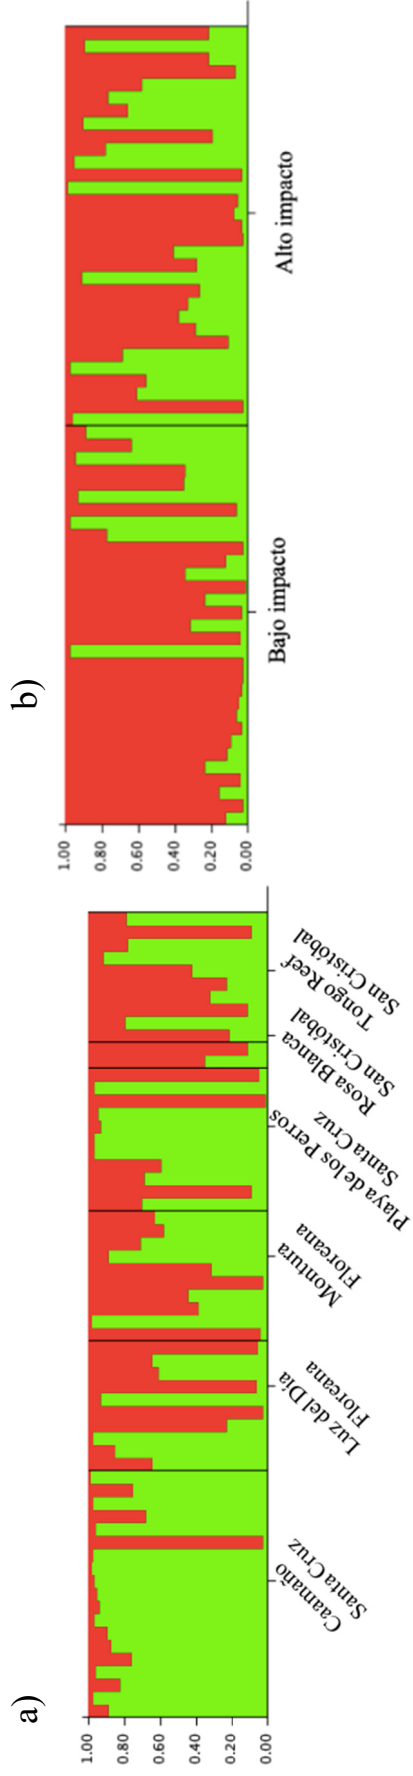 a)
1.00
0.80
0.60
0.40
0.20
0.00
Caamaño
Santa Cruz
Luz del Día
Floreana
Montura
Floreana
Playa de los Perros
Santa Cruz
Rosa Blanca
San Cristóbal
Tongo Reef
San Cristóbal
b)
1.00
0.80
0.60
0.40
0.20
0.00
Bajo impacto
Alto impacto